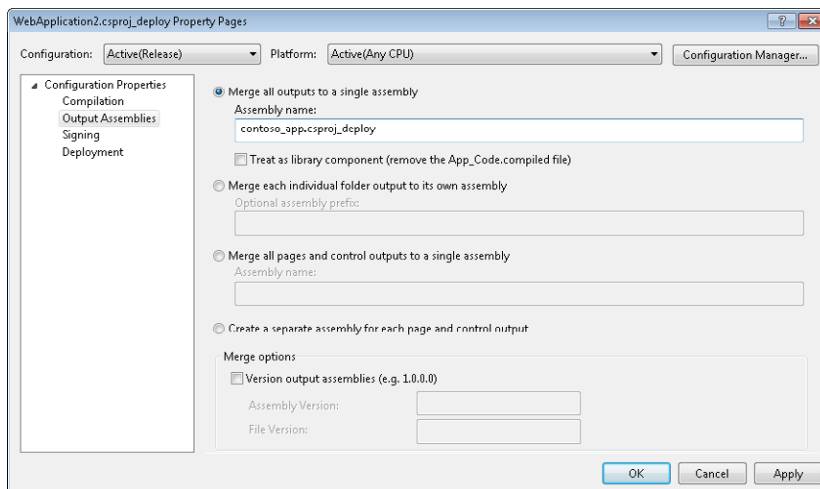 WebApplication2.csproj_deploy Property Pages
Configuration: Active(Release) Platform: Active(Any CPU) Configuration Manager...
Configuration Properties
Compilation
Output Assemblies
Signing
Deployment
Merge all outputs to a single assembly
Assembly name:
contoso_app.csproj_deploy
Treat as library component (remove the App_Code.compiled file)
Merge each individual folder output to its own assembly
Optional assembly prefix:
Merge all pages and control outputs to a single assembly
Assembly name:
Create a separate assembly for each page and control output
Merge options
Version output assemblies (e.g. 1.0.0.0)
Assembly Version:
File Version:
OK Cancel Apply